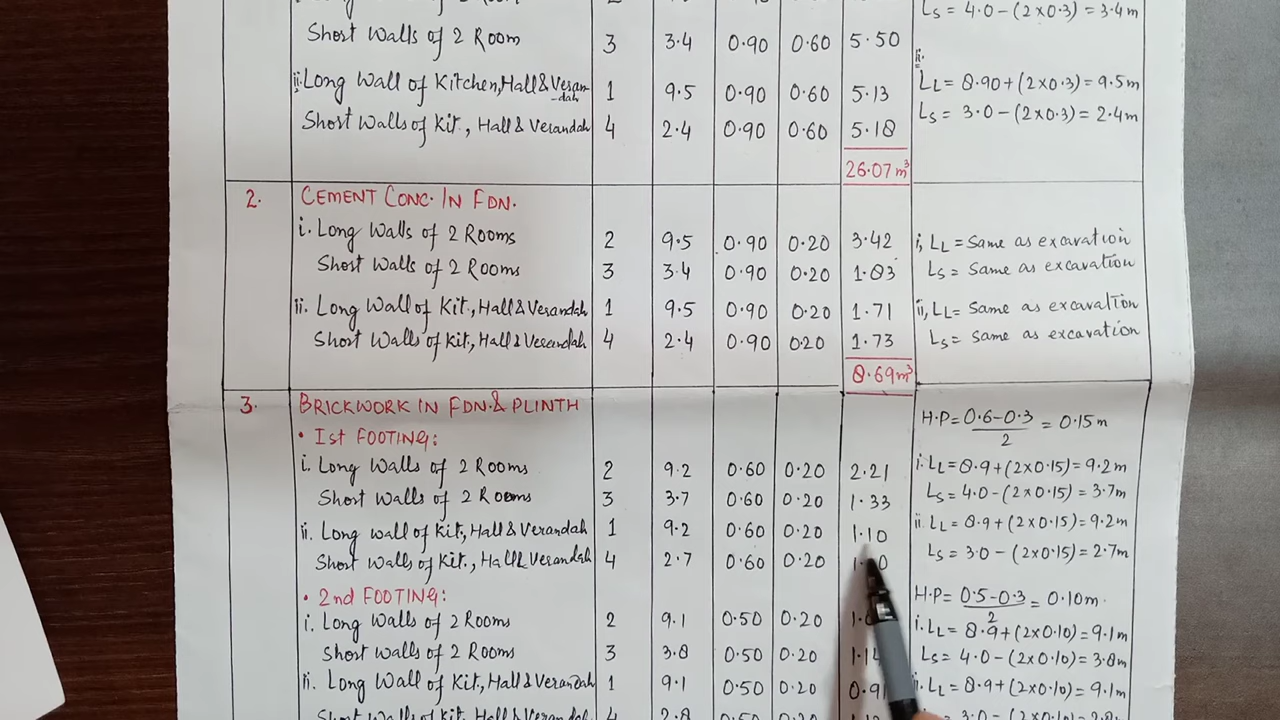 Ls = 4.0-(2x0.3) = 3.4m
Short Walls of 2 Room 3 3.4 0.90 0.60 5.50
ii.
ii. Long Wall of Kitchen, Hall & Veran-dah 1 9.5 0.90 0.60 5.13 LL = 8.90+(2x0.3) = 9.5m
Short Walls of Kit., Hall & Verandah 4 2.4 0.90 0.60 5.18 Ls = 3.0-(2x0.3) = 2.4m
26.07m³
2. CEMENT CONC. IN FDN.
i. Long Walls of 2 Rooms 2 9.5 0.90 0.20 3.42 i, LL = Same as excavation
Short Walls of 2 Rooms 3 3.4 0.90 0.20 1.83 Ls = Same as excavation
ii. Long Wall of Kit., Hall & Verandah 1 9.5 0.90 0.20 1.71 ii, LL = Same as excavation
Short Walls of Kit., Hall & Verandah 4 2.4 0.90 0.20 1.73 Ls = Same as excavation
8.69m³
3. BRICKWORK IN FDN. & PLINTH H.P = 0.6-0.3/2 = 0.15m
• Ist FOOTING:
i. Long Walls of 2 Rooms 2 9.2 0.60 0.20 2.21 i. LL = 8.9+(2x0.15) = 9.2m
Short Walls of 2 Rooms 3 3.7 0.60 0.20 1.33 Ls = 4.0-(2x0.15) = 3.7m
ii. Long wall of Kit, Hall & Verandah 1 9.2 0.60 0.20 1.10 ii. LL = 8.9+(2x0.15) = 9.2m
Short Walls of Kit., Hall & Verandah 4 2.7 0.60 0.20 Ls = 3.0-(2x0.15) = 2.7m
• 2nd FOOTING: H.P = 0.5-0.3/2 = 0.10m.
i. Long Walls of 2 Rooms 2 9.1 0.50 0.20 i. LL = 8.9+(2x0.10) = 9.1m
Short Walls of 2 Rooms 3 3.8 0.50 0.20 1.14 Ls = 4.0-(2x0.10) = 3.8m
ii. Long Wall of Kit, Hall & Verandah 1 9.1 0.50 0.20 0.91 LL = 8.9+(2x0.10) = 9.1m